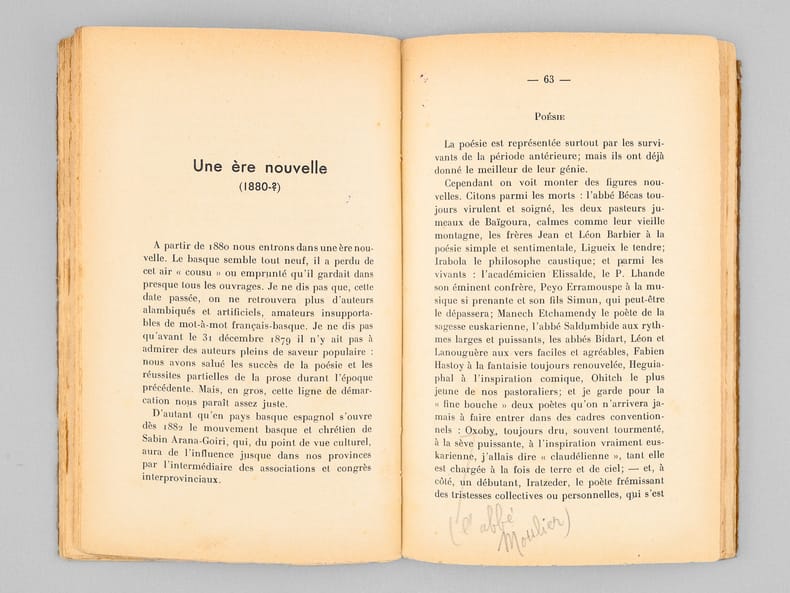 Une ère nouvelle
(1880-?)
A partir de 1880 nous entrons dans une ère nou-
velle. Le basque semble tout neuf, il a perdu de
cet air « cousu » ou emprunté qu'il gardait dans
presque tous les ouvrages. Je ne dis pas que, cette
date passée, on ne retrouvera plus d'auteurs
alambiqués et artificiels, amateurs insupporta-
bles de mot-à-mot français-basque. Je ne dis pas
qu'avant le 31 décembre 1879 il n'y ait pas à
admirer des auteurs pleins de saveur populaire :
nous avons salué les succès de la poésie et les
réussites partielles de la prose durant l'époque
précédente. Mais, en gros, cette ligne de démar-
cation nous paraît assez juste.
D'autant qu'en pays basque espagnol s'ouvre
dès 1882 le mouvement basque et chrétien de
Sabin Arana-Goiri, qui, du point de vue culturel,
aura de l'influence jusque dans nos provinces
par l'intermédiaire des associations et congrès
interprovinciaux.
— 63 —
Poésie
La poésie est représentée surtout par les survi-
vants de la période antérieure; mais ils ont déjà
donné le meilleur de leur génie.
Cependant on voit monter des figures nou-
velles. Citons parmi les morts : l'abbé Bécas tou-
jours virulent et soigné, les deux pasteurs ju-
meaux de Baïgoura, calmes comme leur vieille
montagne, les frères Jean et Léon Barbier à la
poésie simple et sentimentale, Ligueix le tendre;
Irabola le philosophe caustique; et parmi les
vivants : l'académicien Elissalde, le P. Lhande
son éminent confrère, Peyo Erramouspe à la mu-
sique si prenante et son fils Simun, qui peut-être
le dépassera; Manech Etchamendy le poète de la
sagesse euskarienne, l'abbé Saldumbide aux ryth-
mes larges et puissants, les abbés Bidart, Léon et
Lanouguère aux vers faciles et agréables, Fabien
Hastoy à la fantaisie toujours renouvelée, Heguia-
phal à l'inspiration comique, Ohitch le plus
jeune de nos pastoraliers; et je garde pour la
« fine bouche » deux poètes qu'on n'arrivera ja-
mais à faire entrer dans des cadres convention-
nels : Oxoby, toujours dru, souvent tourmenté,
à la sève puissante, à l'inspiration vraiment eus-
karienne, j'allais dire « claudélienne », tant elle
est chargée à la fois de terre et de ciel; — et, à
côté, un débutant, Iratzeder, le poète frémissant
des tristesses collectives ou personnelles, qui s'est
(l'abbé
Moulier)